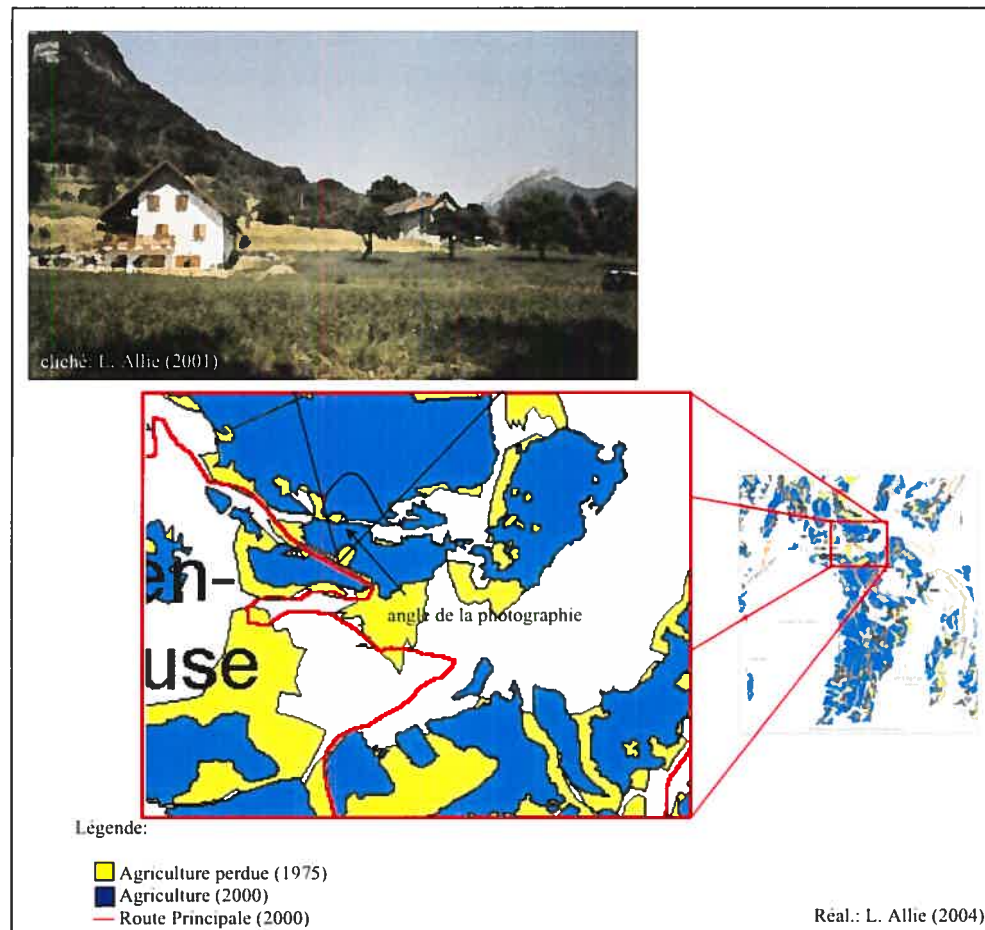 cliché: L. Allie (2001)
en-
use
angle de la photographie
Légende:
Agriculture perdue (1975)
Agriculture (2000)
Route Principale (2000)
Réal.: L. Allie (2004)